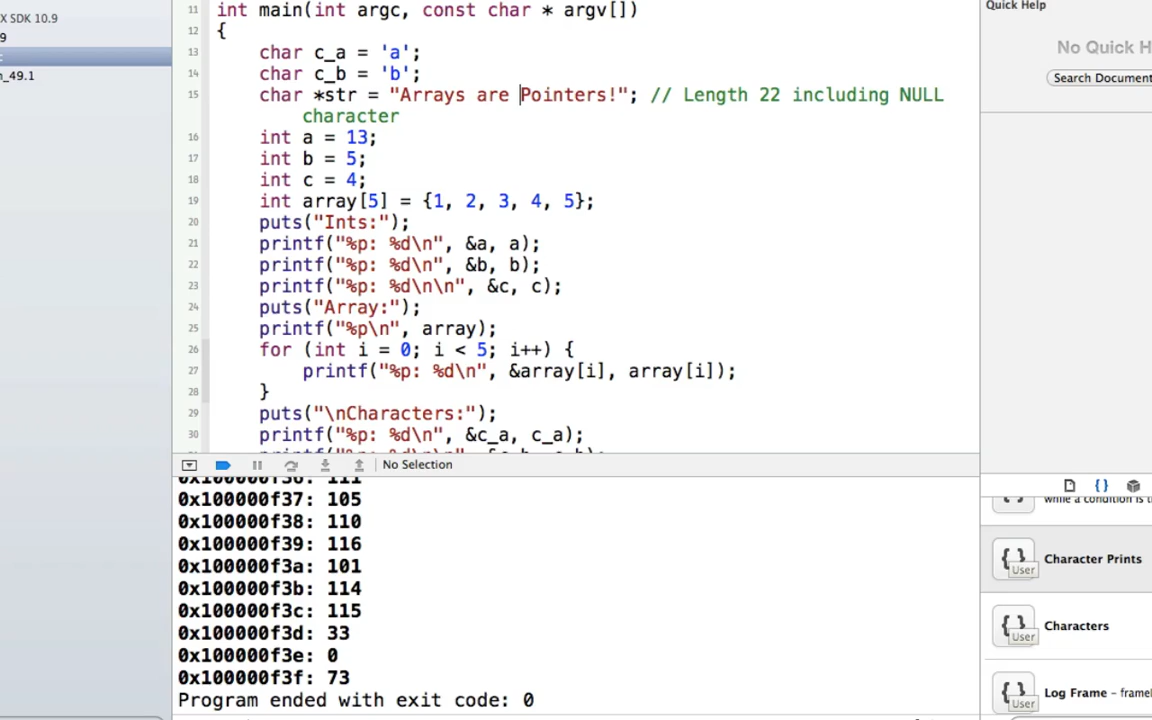 X SDK 10.9
9
n_49.1
11 int main(int argc, const char * argv[])
12 {
13 char c_a = 'a';
14 char c_b = 'b';
15 char *str = "Arrays are Pointers!"; // Length 22 including NULL
character
16 int a = 13;
17 int b = 5;
18 int c = 4;
19 int array[5] = {1, 2, 3, 4, 5};
20 puts("Ints:");
21 printf("%p: %d\n", &a, a);
22 printf("%p: %d\n", &b, b);
23 printf("%p: %d\n\n", &c, c);
24 puts("Array:");
25 printf("%p\n", array);
26 for (int i = 0; i < 5; i++) {
27 printf("%p: %d\n", &array[i], array[i]);
28 }
29 puts("\nCharacters:");
30 printf("%p: %d\n", &c_a, c_a);
No Selection
0x100000f36: 111
0x100000f37: 105
0x100000f38: 110
0x100000f39: 116
0x100000f3a: 101
0x100000f3b: 114
0x100000f3c: 115
0x100000f3d: 33
0x100000f3e: 0
0x100000f3f: 73
Program ended with exit code: 0
Quick Help
No Quick H
Search Document
while a condition is t
{ } User Character Prints
{ } User Characters
{ } User Log Frame - frame